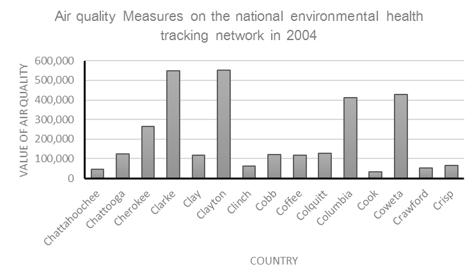 Air quality Measures on the national environmental health
tracking network in 2004
VALUE OF AIR QUALITY
600,000
500,000
400,000
300,000
200,000
100,000
0
Chattahoochee
Chattooga
Cherokee
Clarke
Clay
Clayton
Clinch
Cobb
Coffee
Colquitt
Columbia
Cook
Coweta
Crawford
Crisp
COUNTRY